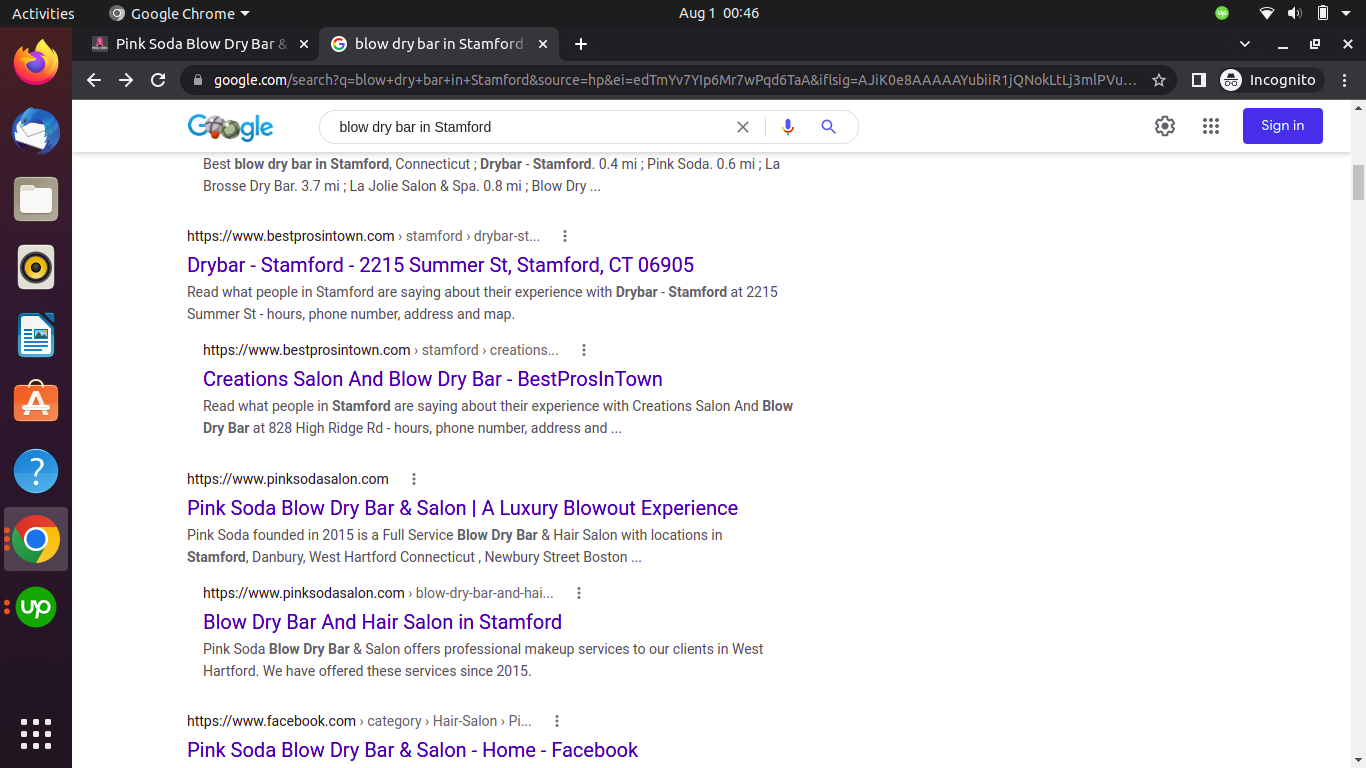 Activities
Google Chrome
Aug 1 00:46
Pink Soda Blow Dry Bar &
blow dry bar in Stamford
google.com/search?q=blow+dry+bar+in+Stamford&source=hp&ei=edTmYv7YIp6Mr7wPqd6TaA&iflsig=AJiK0e8AAAAAYubiiR1jQNokLtLj3mlPVu...
Incognito
Google
blow dry bar in Stamford
Sign in
Best blow dry bar in Stamford, Connecticut ; Drybar - Stamford. 0.4 mi ; Pink Soda. 0.6 mi ; La
Brosse Dry Bar. 3.7 mi ; La Jolie Salon & Spa. 0.8 mi ; Blow Dry ...
https://www.bestprosintown.com › stamford › drybar-st...
Drybar - Stamford - 2215 Summer St, Stamford, CT 06905
Read what people in Stamford are saying about their experience with Drybar - Stamford at 2215
Summer St - hours, phone number, address and map.
https://www.bestprosintown.com › stamford › creations...
Creations Salon And Blow Dry Bar - BestProsInTown
Read what people in Stamford are saying about their experience with Creations Salon And Blow
Dry Bar at 828 High Ridge Rd - hours, phone number, address and ...
https://www.pinksodasalon.com
Pink Soda Blow Dry Bar & Salon | A Luxury Blowout Experience
Pink Soda founded in 2015 is a Full Service Blow Dry Bar & Hair Salon with locations in
Stamford, Danbury, West Hartford Connecticut , Newbury Street Boston ...
https://www.pinksodasalon.com › blow-dry-bar-and-hai...
Blow Dry Bar And Hair Salon in Stamford
Pink Soda Blow Dry Bar & Salon offers professional makeup services to our clients in West
Hartford. We have offered these services since 2015.
https://www.facebook.com › category › Hair-Salon › Pi...
Pink Soda Blow Dry Bar & Salon - Home - Facebook
up